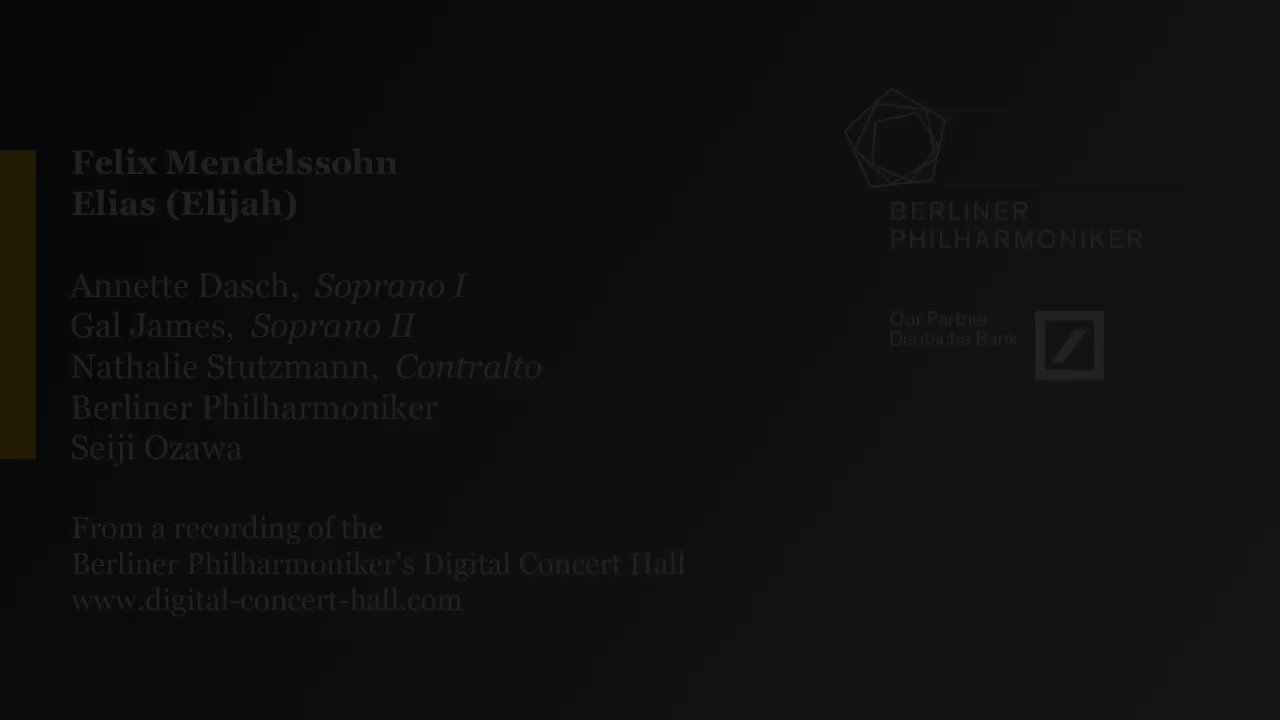 Felix Mendelssohn
Elias (Elijah)
Annette Dasch, Soprano I
Gal James, Soprano II
Nathalie Stutzmann, Contralto
Berliner Philharmoniker
Seiji Ozawa
From a recording of the
Berliner Philharmoniker’s Digital Concert Hall
www.digital-concert-hall.com
BERLINER
PHILHARMONIKER
Our Partner
Deutsche Bank